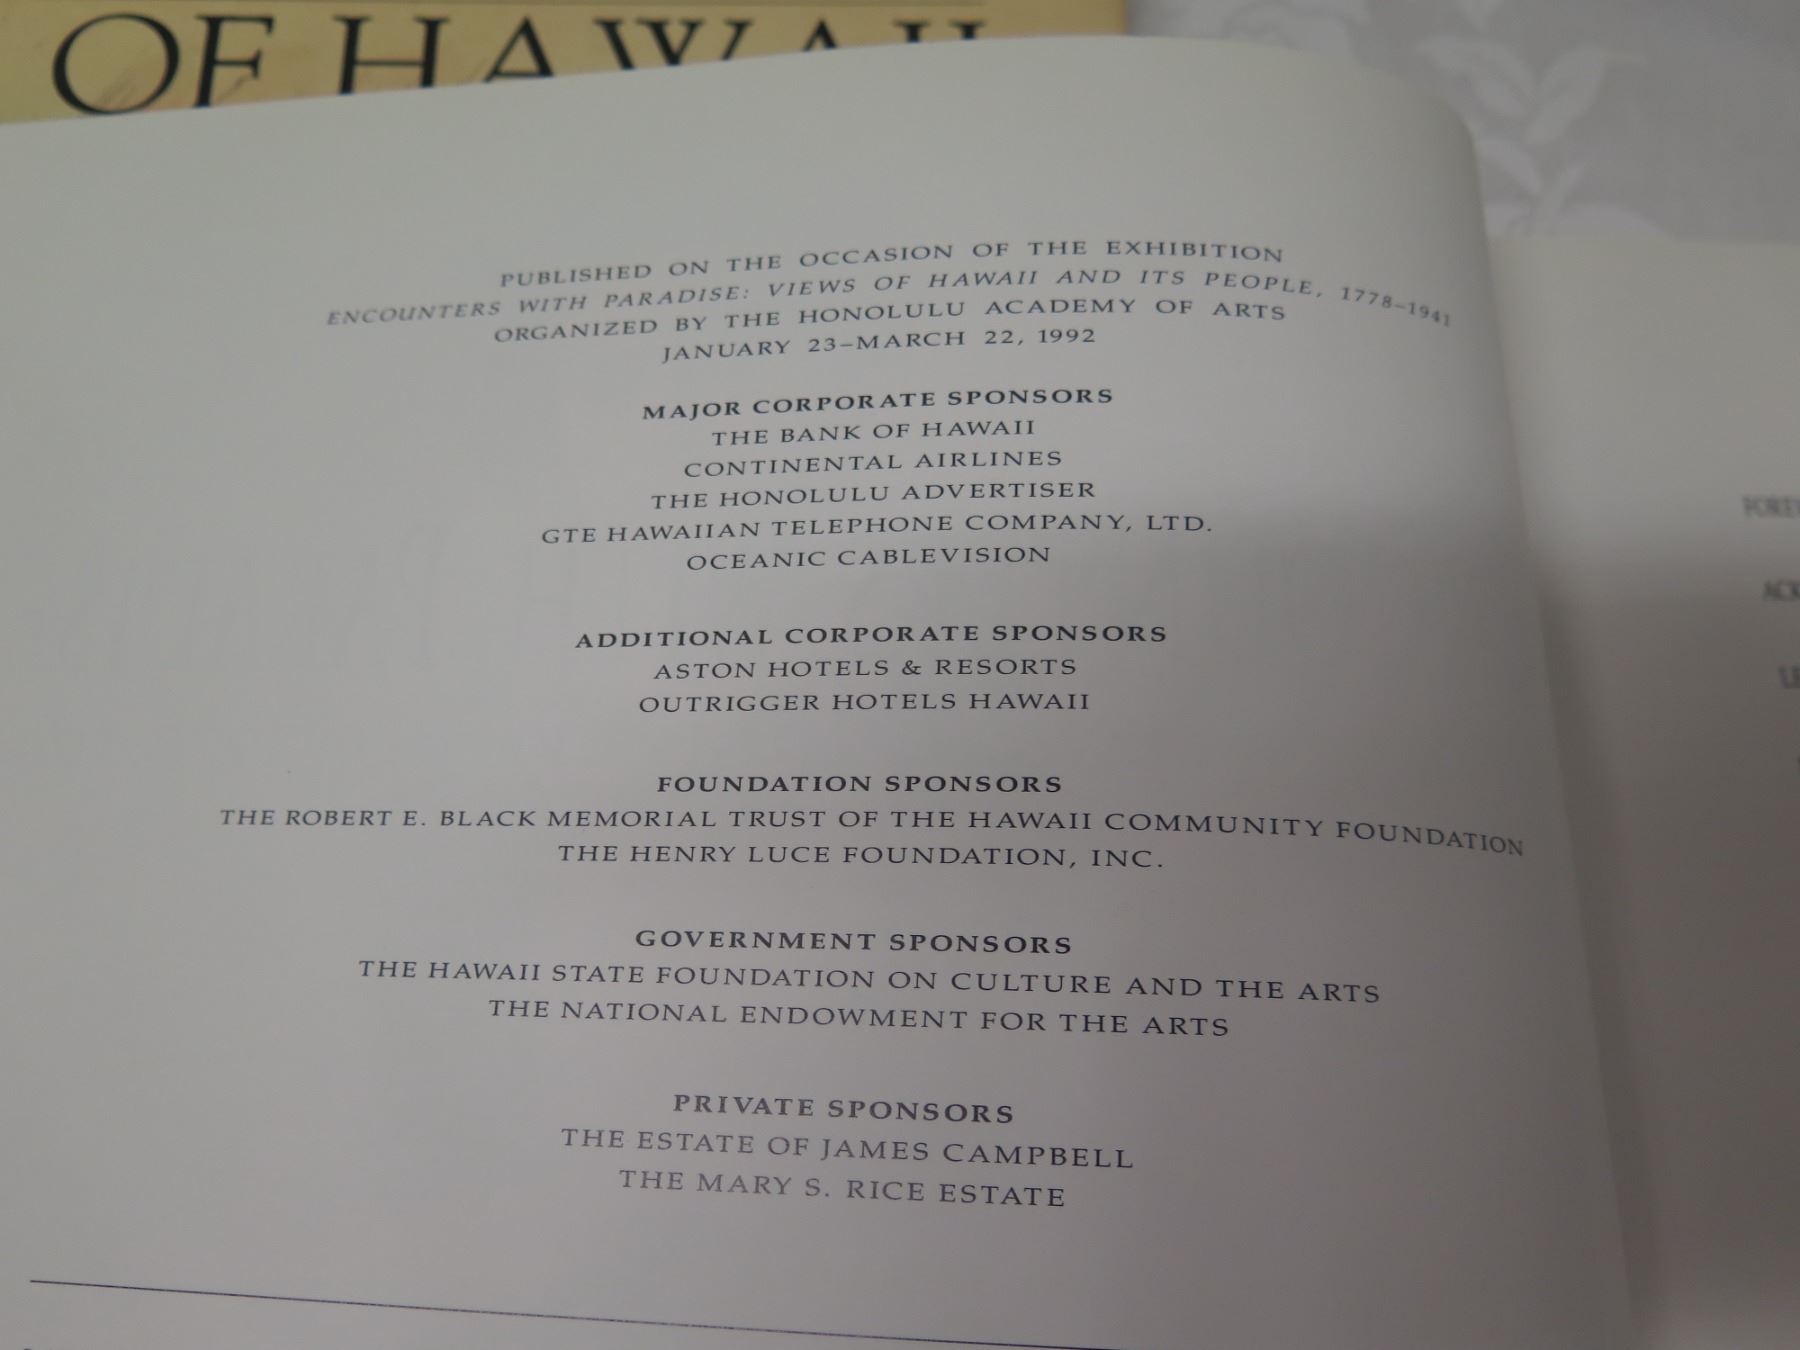 OF HAWAII
PUBLISHED ON THE OCCASION OF THE EXHIBITION
ENCOUNTERS WITH PARADISE: VIEWS OF HAWAII AND ITS PEOPLE, 1778–1941
ORGANIZED BY THE HONOLULU ACADEMY OF ARTS
JANUARY 23–MARCH 22, 1992
MAJOR CORPORATE SPONSORS
THE BANK OF HAWAII
CONTINENTAL AIRLINES
THE HONOLULU ADVERTISER
GTE HAWAIIAN TELEPHONE COMPANY, LTD.
OCEANIC CABLEVISION
ADDITIONAL CORPORATE SPONSORS
ASTON HOTELS & RESORTS
OUTRIGGER HOTELS HAWAII
FOUNDATION SPONSORS
THE ROBERT E. BLACK MEMORIAL TRUST OF THE HAWAII COMMUNITY FOUNDATION
THE HENRY LUCE FOUNDATION, INC.
GOVERNMENT SPONSORS
THE HAWAII STATE FOUNDATION ON CULTURE AND THE ARTS
THE NATIONAL ENDOWMENT FOR THE ARTS
PRIVATE SPONSORS
THE ESTATE OF JAMES CAMPBELL
THE MARY S. RICE ESTATE